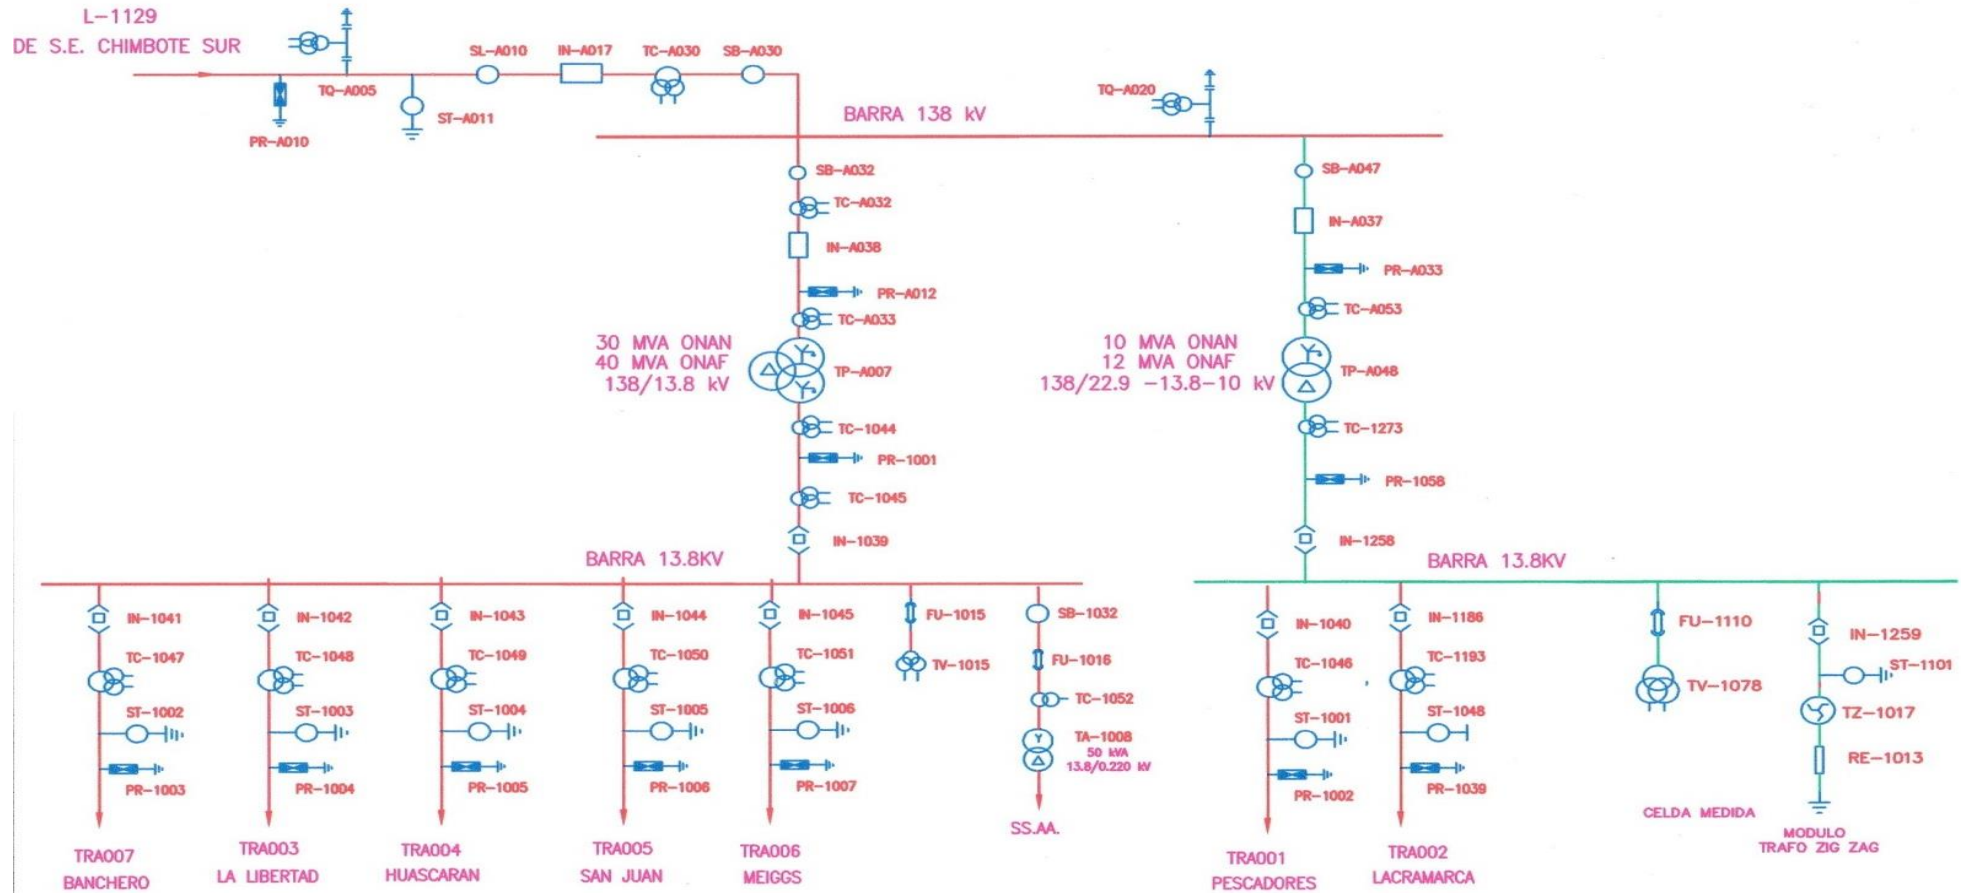 L-1129
DE S.E. CHIMBOTE SUR
TQ-A005
PR-A010
ST-A011
SL-A010
IN-A017
TC-A030
SB-A030
BARRA 138 kV
TQ-A020
SB-A032
TC-A032
IN-A038
PR-A012
TC-A033
30 MVA ONAN
40 MVA ONAF
138/13.8 kV
TP-A007
TC-1044
PR-1001
TC-1045
IN-1039
SB-A047
IN-A037
PR-A033
TC-A053
10 MVA ONAN
12 MVA ONAF
138/22.9 -13.8-10 kV
TP-A048
TC-1273
PR-1058
IN-1258
BARRA 13.8KV
IN-1041
TC-1047
ST-1002
PR-1003
TRA007
BANCHERO
IN-1042
TC-1048
ST-1003
PR-1004
TRA003
LA LIBERTAD
IN-1043
TC-1049
ST-1004
PR-1005
TRA004
HUASCARAN
IN-1044
TC-1050
ST-1005
PR-1006
TRA005
SAN JUAN
IN-1045
TC-1051
ST-1006
PR-1007
TRA006
MEIGGS
FU-1015
TV-1015
SB-1032
FU-1016
TC-1052
TA-1008
Y
50 kVA
13.8/0.220 kV
SS.AA.
BARRA 13.8KV
IN-1040
TC-1046
ST-1001
PR-1002
TRA001
PESCADORES
IN-1186
TC-1193
ST-1048
PR-1039
TRA002
LACRAMARCA
FU-1110
TV-1078
CELDA MEDIDA
IN-1259
ST-1101
TZ-1017
RE-1013
MODULO
TRAFO ZIG ZAG